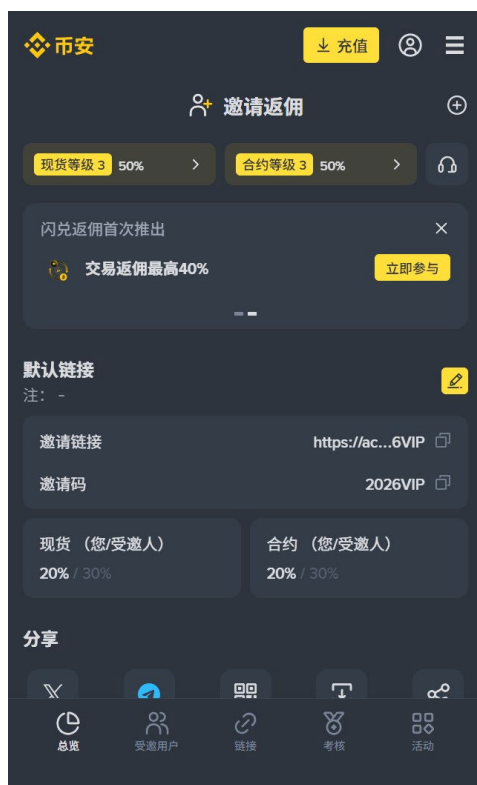 币安
充值
邀请返佣
现货等级 3 50%
合约等级 3 50%
闪兑返佣首次推出
交易返佣最高40%
立即参与
默认链接
注： -
邀请链接 https://ac...6VIP
邀请码 2026VIP
现货 （您/受邀人） 合约 （您/受邀人）
20% / 30% 20% / 30%
分享
总览 受邀用户 链接 考核 活动